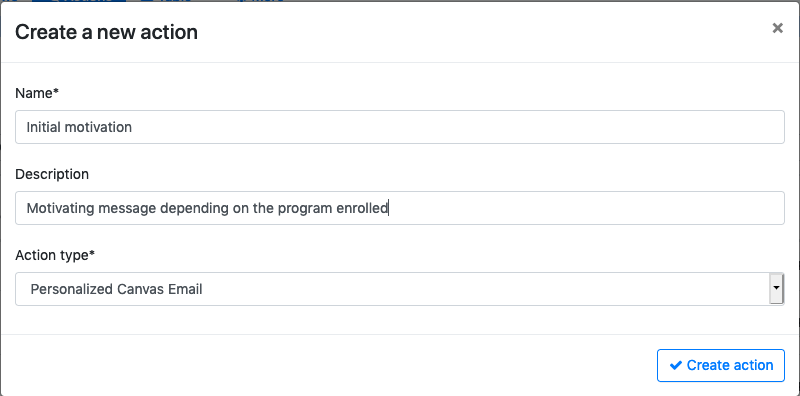 Create a new action
×
Name*
Initial motivation
Description
Motivating message depending on the program enrolled
Action type*
Personalized Canvas Email
Create action